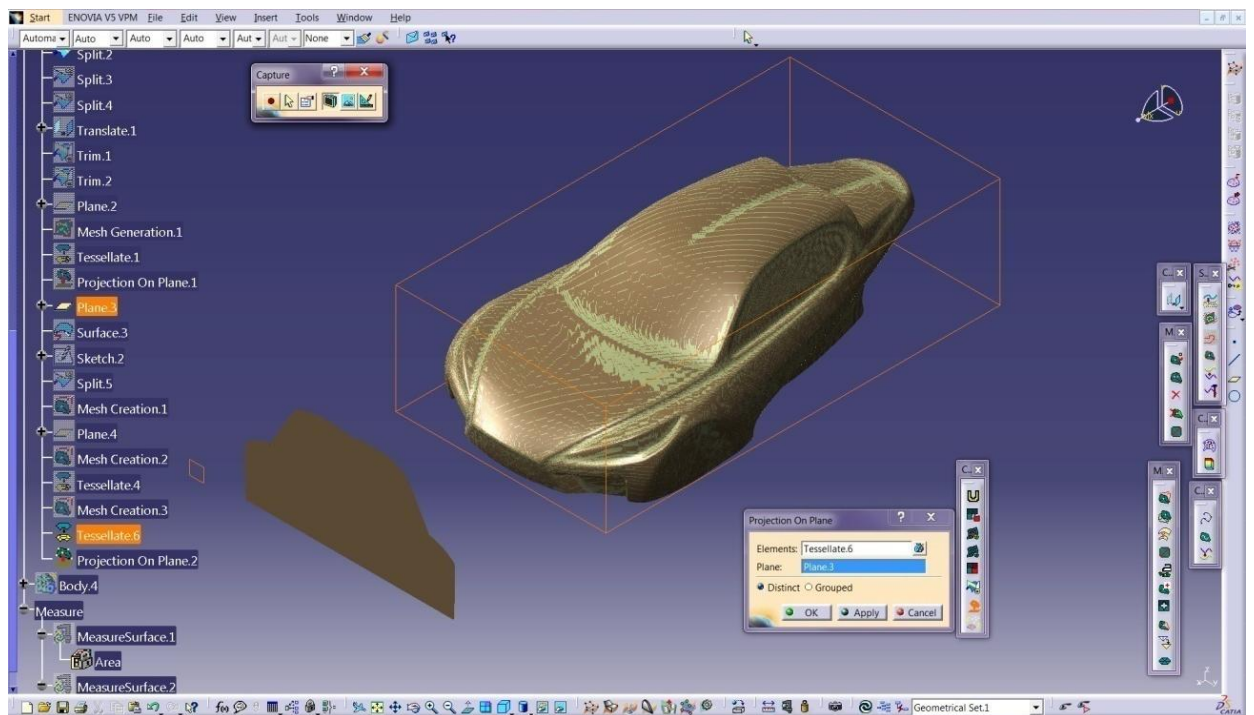 Start ENOVIA V5 VPM File Edit View Insert Tools Window Help
Automa Auto Auto Auto Aut Aut None
Split.2
Capture
Split.3
Split.4
Translate.1
Trim.1
Trim.2
Plane.2
Mesh Generation.1
Tessellate.1
Projection On Plane.1
Plane.3
Surface.3
Sketch.2
Split.5
Mesh Creation.1
Plane.4
Mesh Creation.2
Tessellate.4
Mesh Creation.3
Tessellate.6
Projection On Plane.2
Body.4
Measure
MeasureSurface.1
Area
MeasureSurface.2
C...
S...
M
C...
C...
M
C...
Projection On Plane
Elements: Tessellate.6
Plane: Plane.3
Distinct Grouped
OK Apply Cancel
f(x)
Geometrical Set.1
CATIA